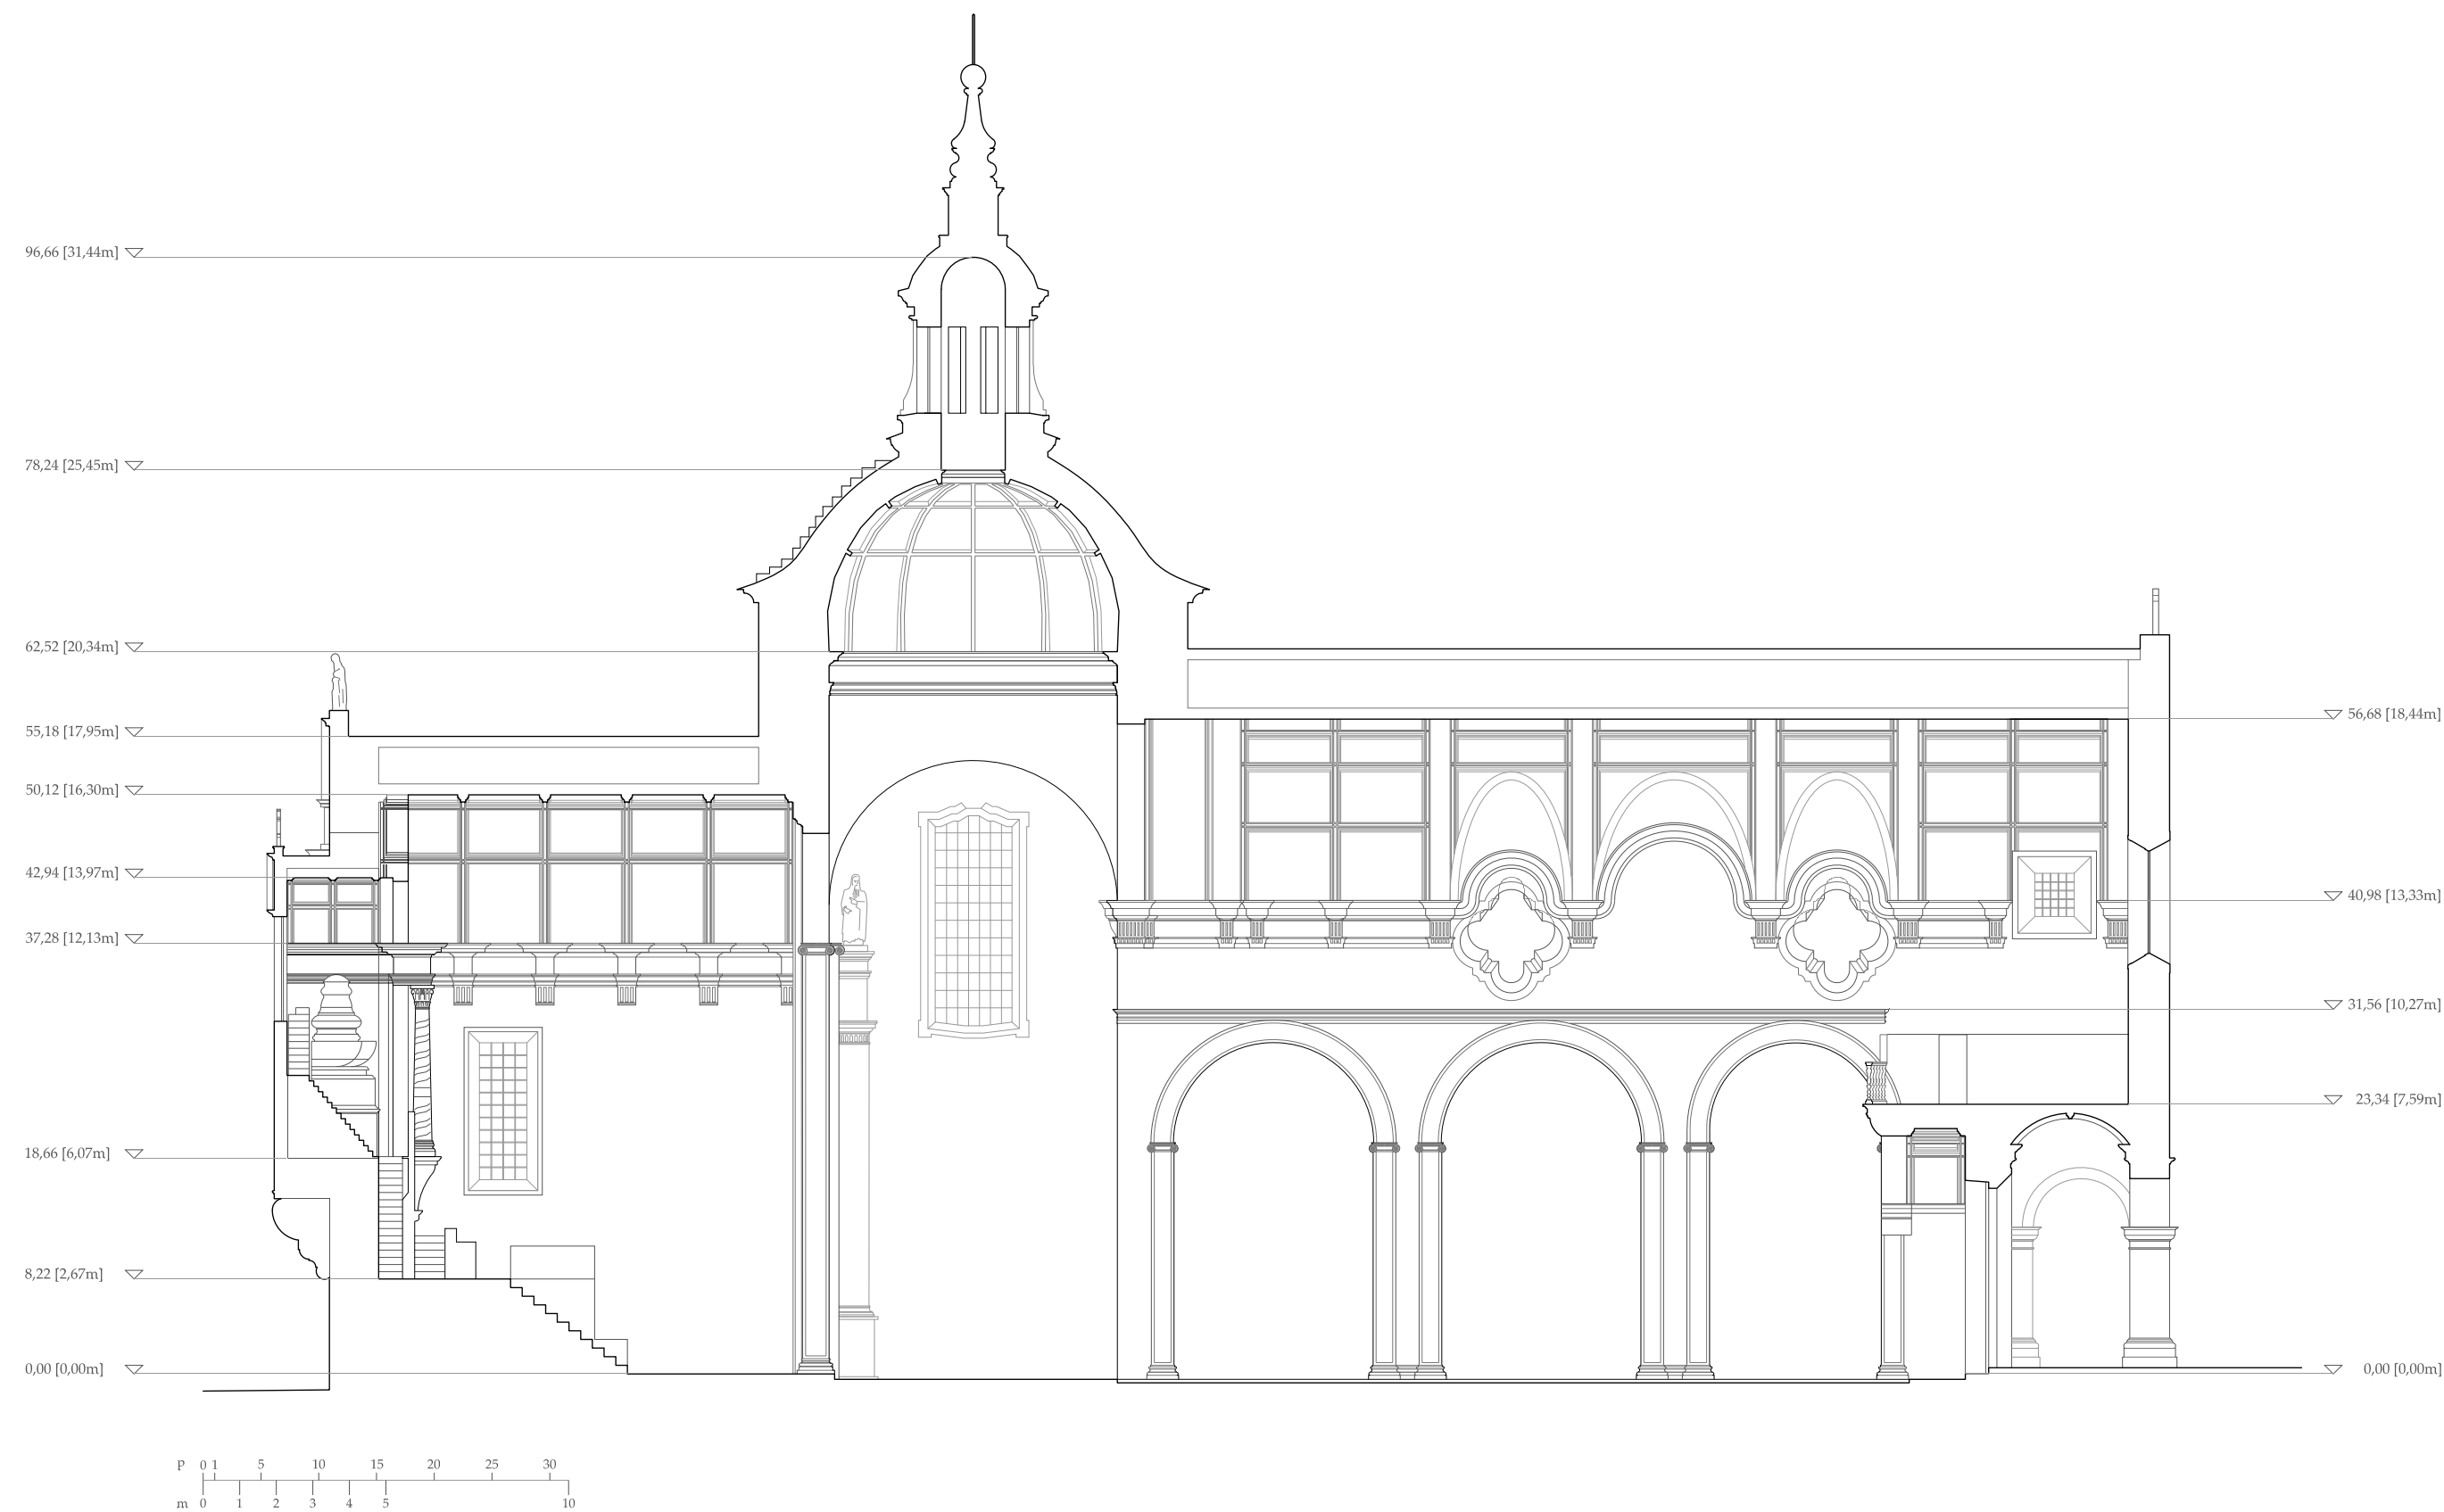 96,66 [31,44m]
78,24 [25,45m]
62,52 [20,34m]
55,18 [17,95m]
56,68 [18,44m]
50,12 [16,30m]
42,94 [13,97m]
40,98 [13,33m]
37,28 [12,13m]
31,56 [10,27m]
23,34 [7,59m]
18,66 [6,07m]
8,22 [2,67m]
0,00 [0,00m]
0,00 [0,00m]
P 0 1 5 10 15 20 25 30
m 0 1 2 3 4 5 10